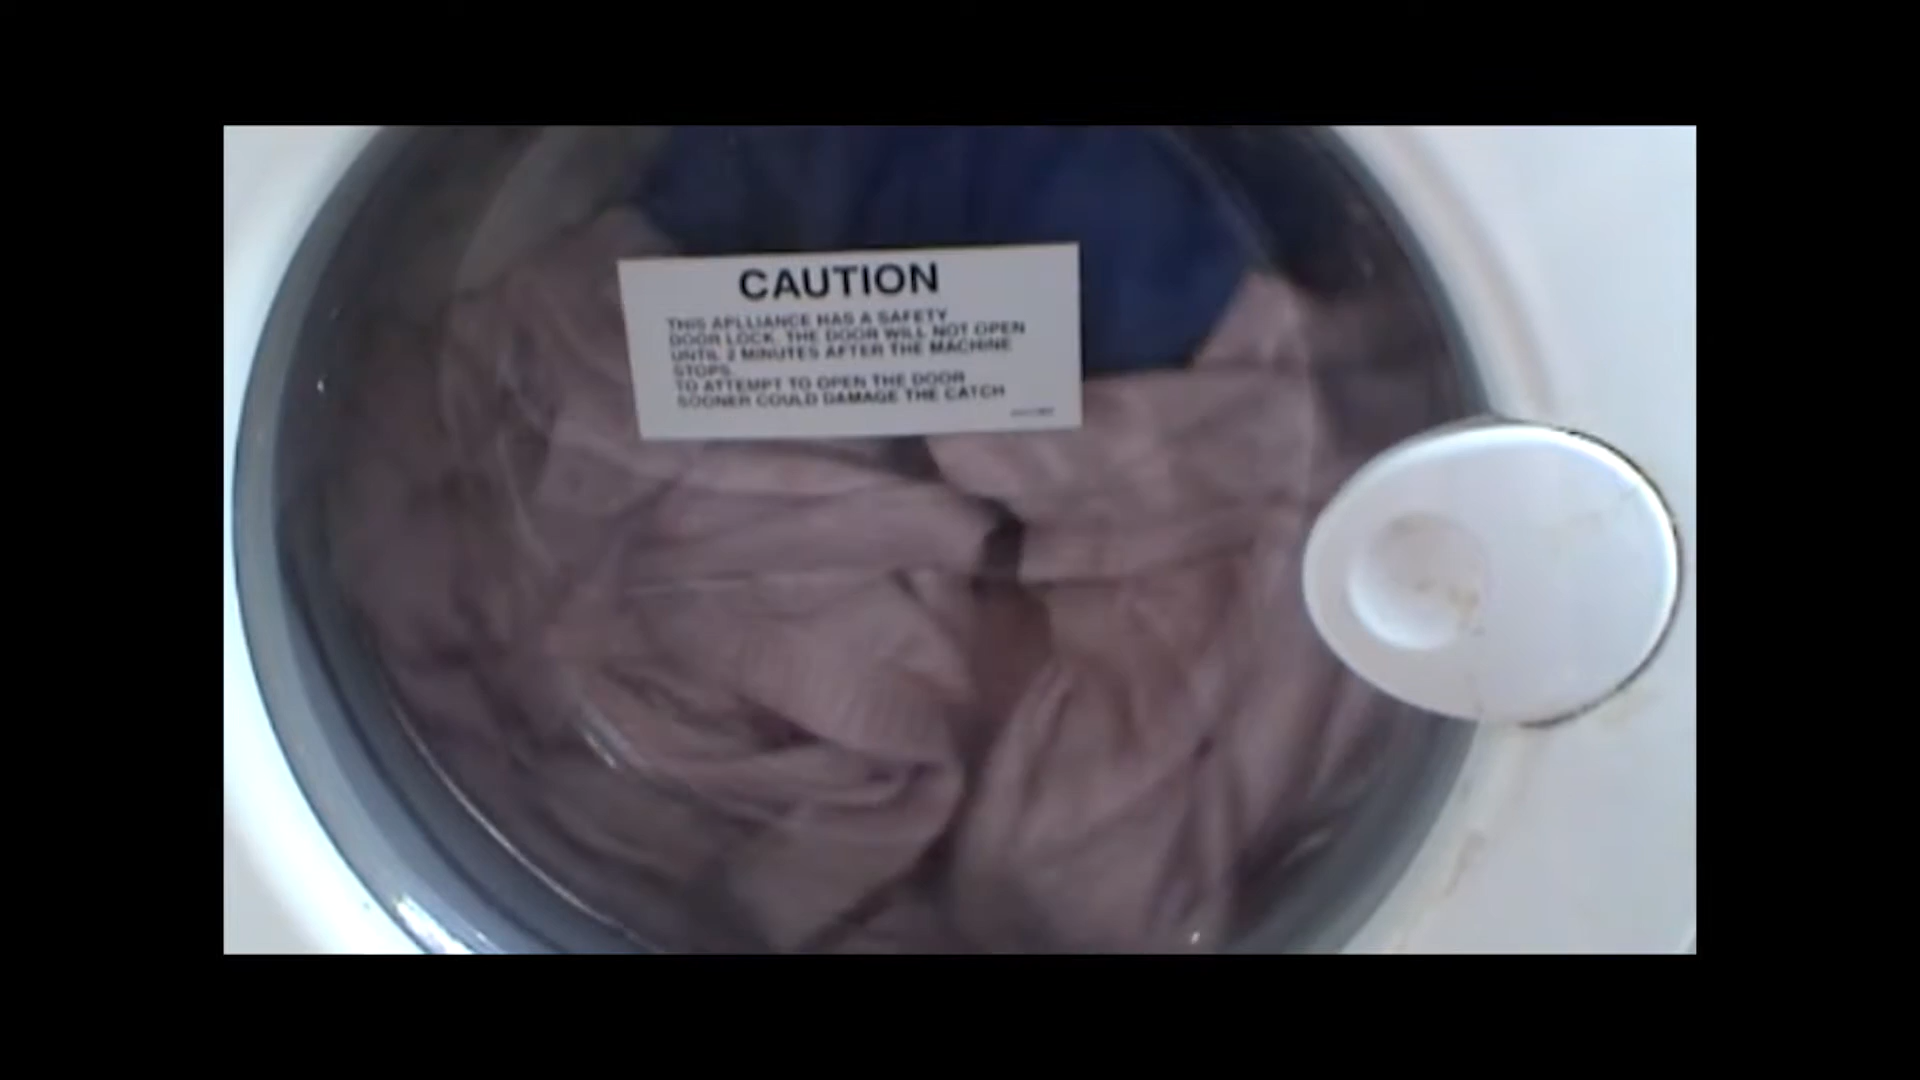 CAUTION
THIS APLLIANCE HAS A SAFETY
DOOR LOCK. THE DOOR WILL NOT OPEN
UNTIL 2 MINUTES AFTER THE MACHINE
STOPS.
TO ATTEMPT TO OPEN THE DOOR
SOONER COULD DAMAGE THE CATCH